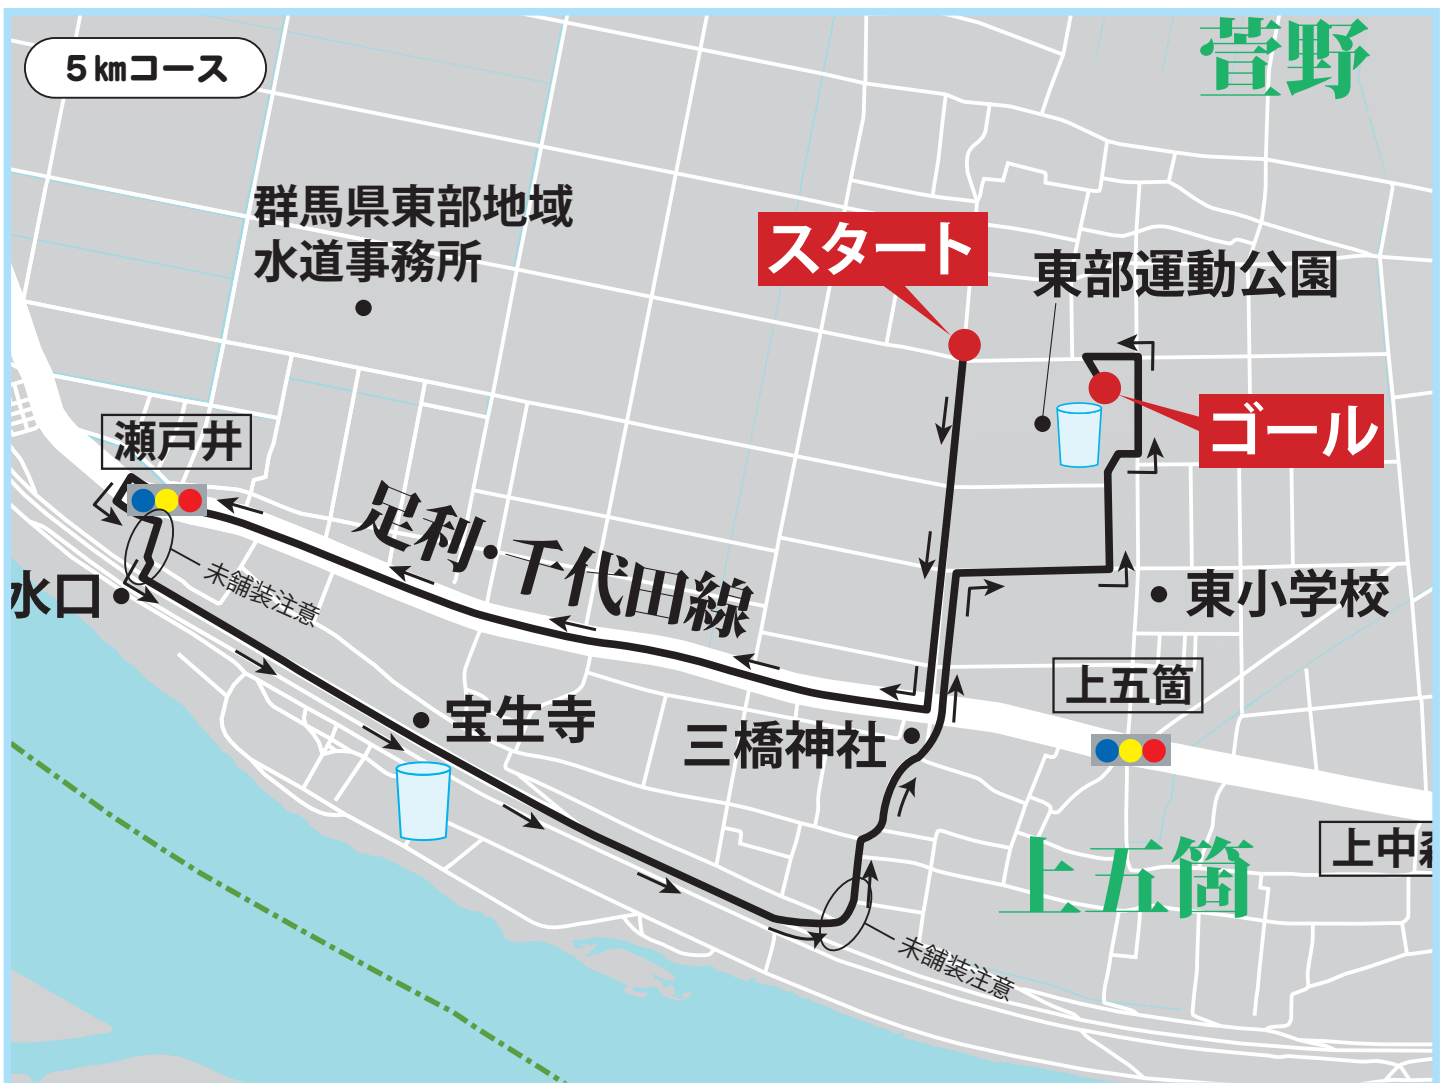 5kmコース
萱野
群馬県東部地域
水道事務所
スタート
東部運動公園
ゴール
瀬戸井
足利・千代田線
未舗装注意
水口
東小学校
上五箇
宝生寺
三橋神社
上五箇
上中森
未舗装注意